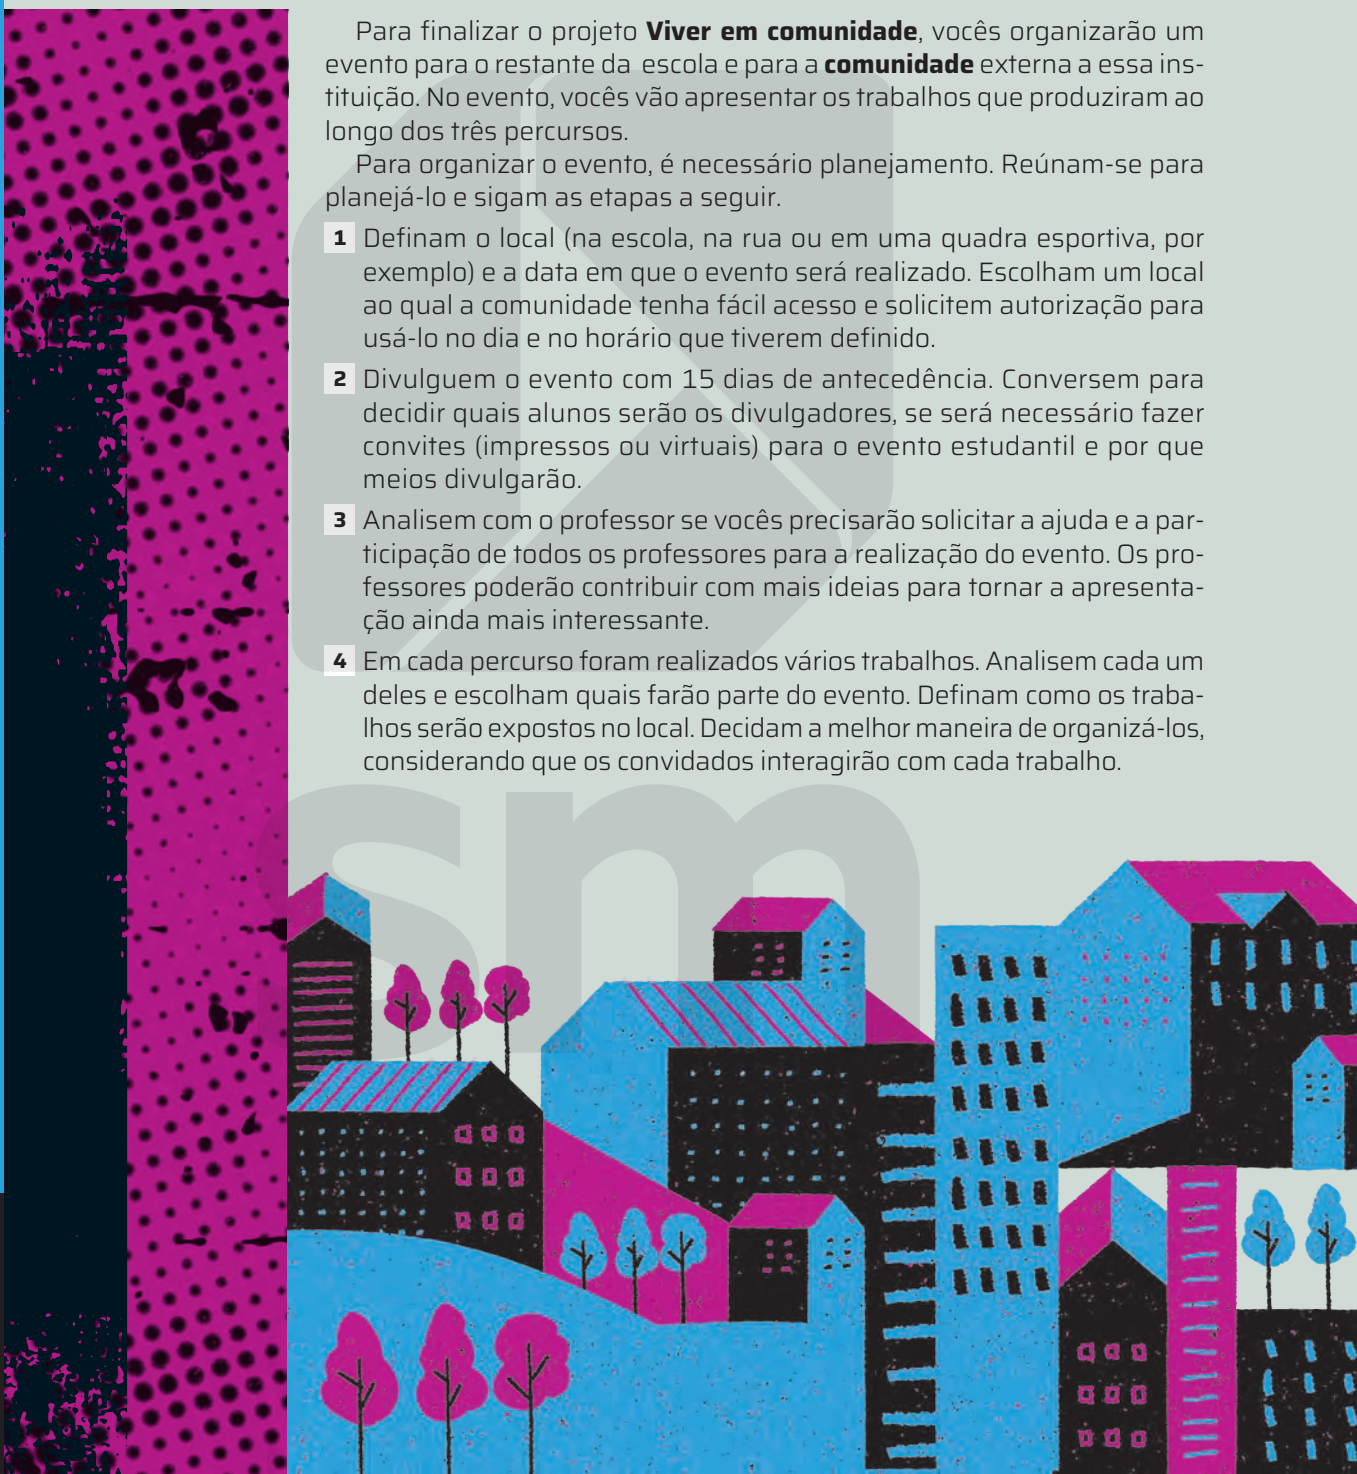 Para finalizar o projeto Viver em comunidade, vocês organizarão um
evento para o restante da escola e para a comunidade externa a essa ins-
tituição. No evento, vocês vão apresentar os trabalhos que produziram ao
longo dos três percursos.
Para organizar o evento, é necessário planejamento. Reúnam-se para
planejá-lo e sigam as etapas a seguir.
1 Definam o local (na escola, na rua ou em uma quadra esportiva, por
exemplo) e a data em que o evento será realizado. Escolham um local
ao qual a comunidade tenha fácil acesso e solicitem autorização para
usá-lo no dia e no horário que tiverem definido.
2 Divulguem o evento com 15 dias de antecedência. Conversem para
decidir quais alunos serão os divulgadores, se será necessário fazer
convites (impressos ou virtuais) para o evento estudantil e por que
meios divulgarão.
3 Analisem com o professor se vocês precisarão solicitar a ajuda e a par-
ticipação de todos os professores para a realização do evento. Os pro-
fessores poderão contribuir com mais ideias para tornar a apresenta-
ção ainda mais interessante.
4 Em cada percurso foram realizados vários trabalhos. Analisem cada um
deles e escolham quais farão parte do evento. Definam como os traba-
lhos serão expostos no local. Decidam a melhor maneira de organizá-los,
considerando que os convidados interagirão com cada trabalho.
sm